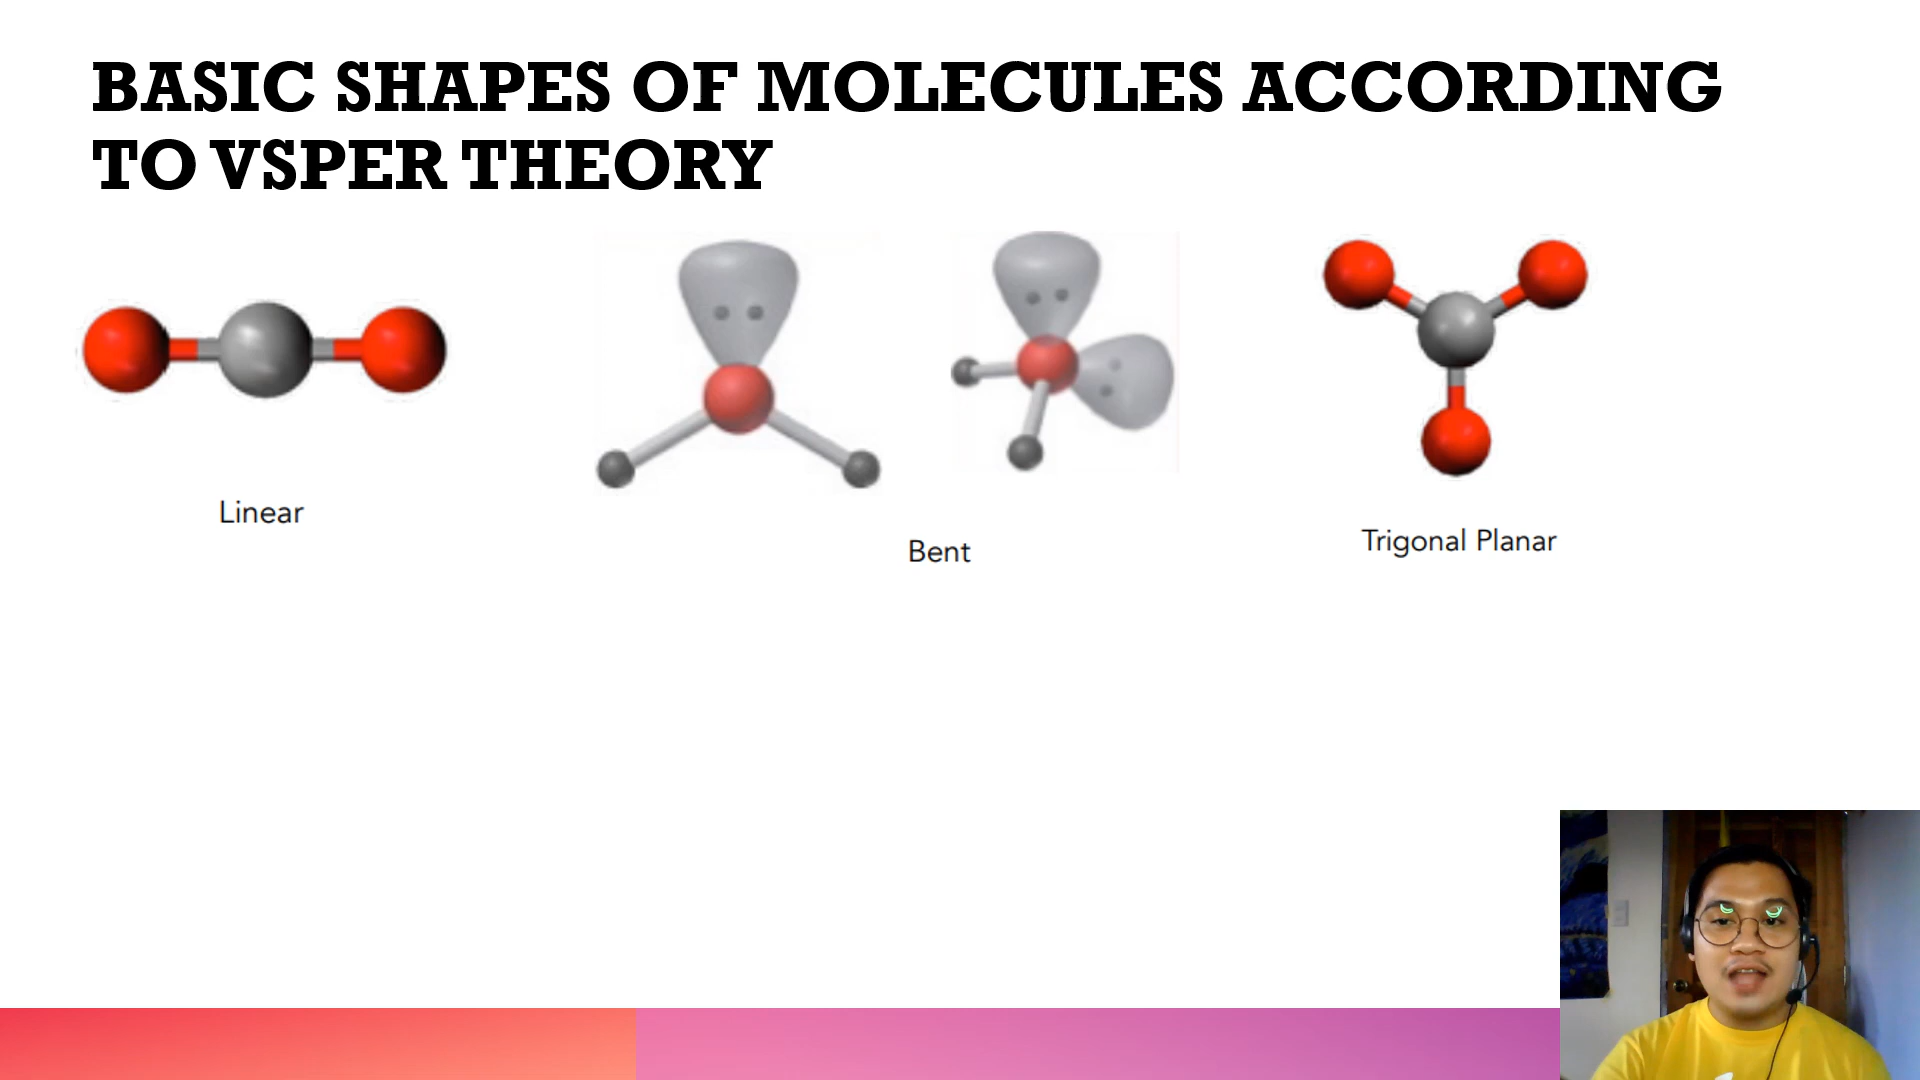 BASIC SHAPES OF MOLECULES ACCORDING
TO VSPER THEORY
Linear
Bent
Trigonal Planar